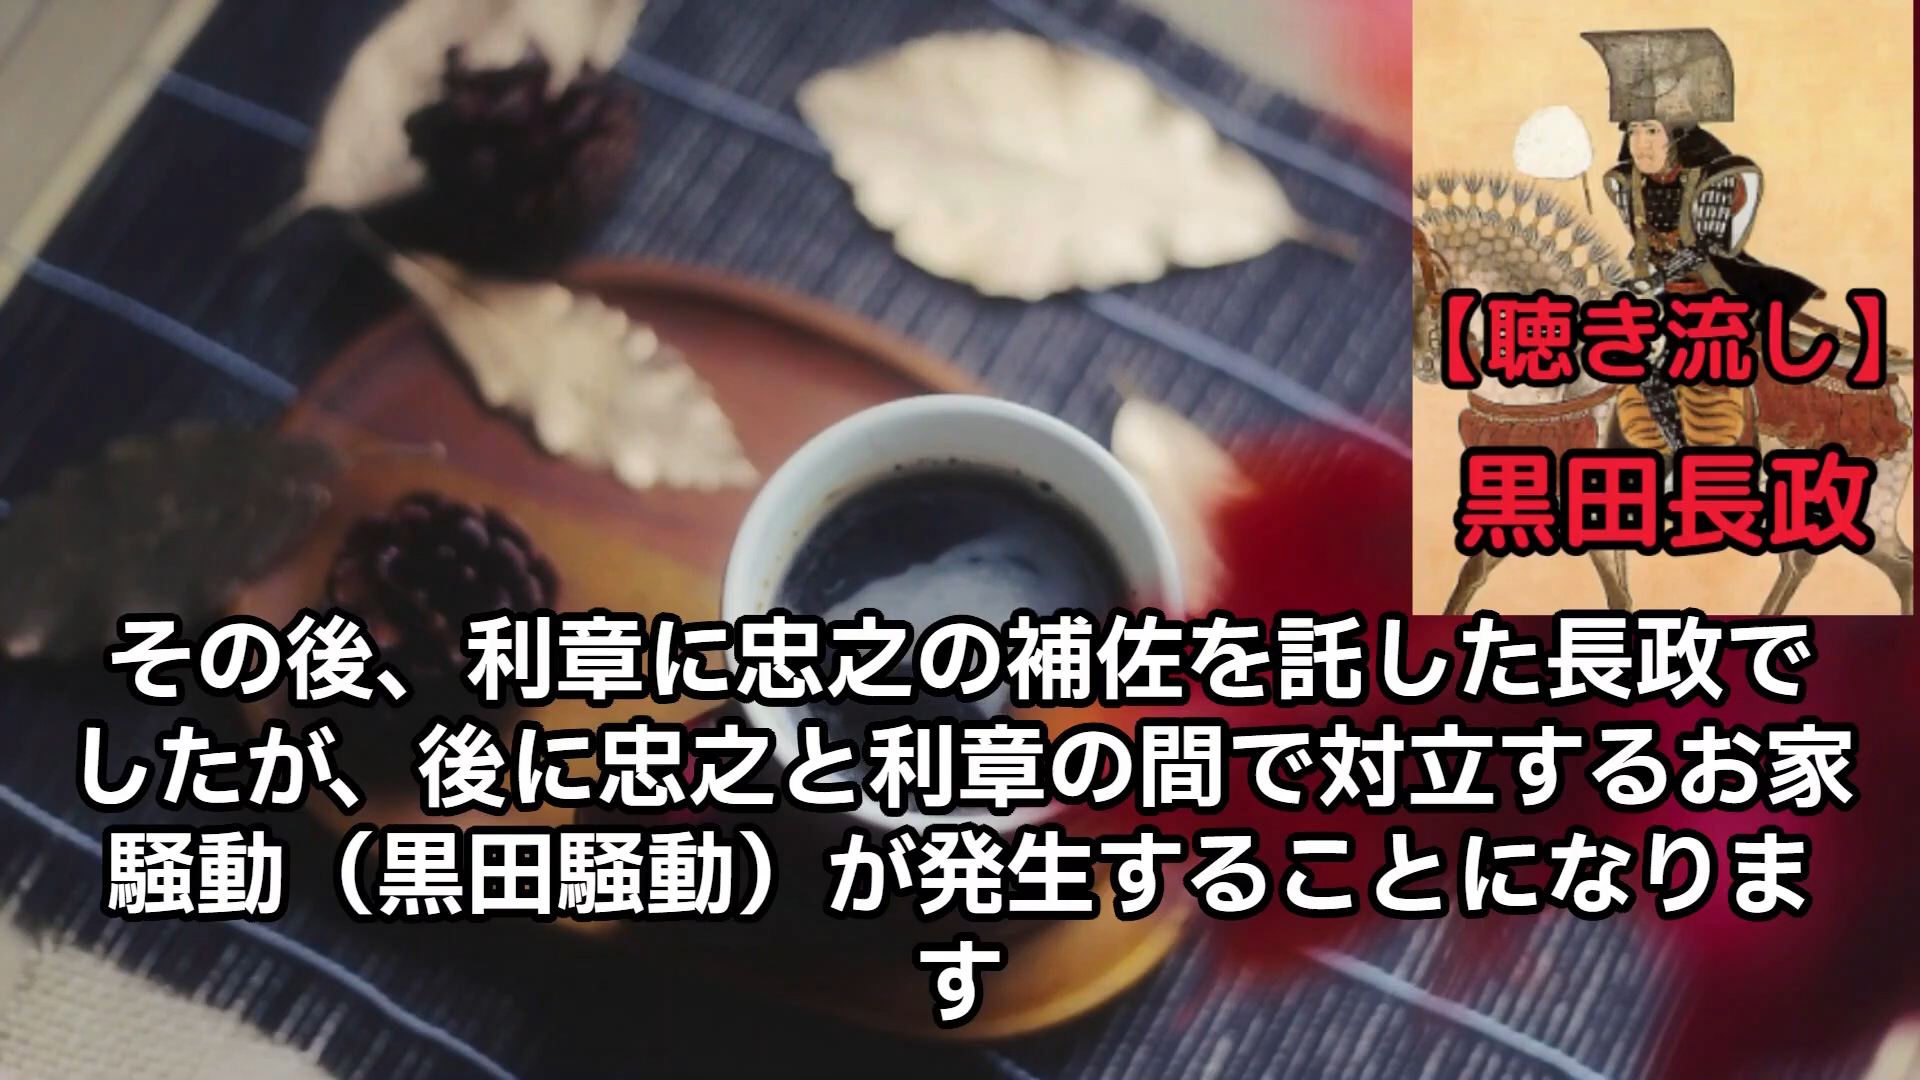 【聴き流し】
黒田長政
その後、利章に忠之の補佐を託した長政で
したが、後に忠之と利章の間で対立するお家
騒動（黒田騒動）が発生することになりま
す